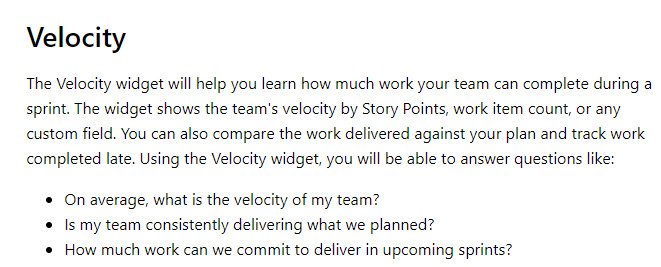 Velocity
The Velocity widget will help you learn how much work your team can complete during a
sprint. The widget shows the team's velocity by Story Points, work item count, or any
custom field. You can also compare the work delivered against your plan and track work
completed late. Using the Velocity widget, you will be able to answer questions like:
• On average, what is the velocity of my team?
• Is my team consistently delivering what we planned?
• How much work can we commit to deliver in upcoming sprints?